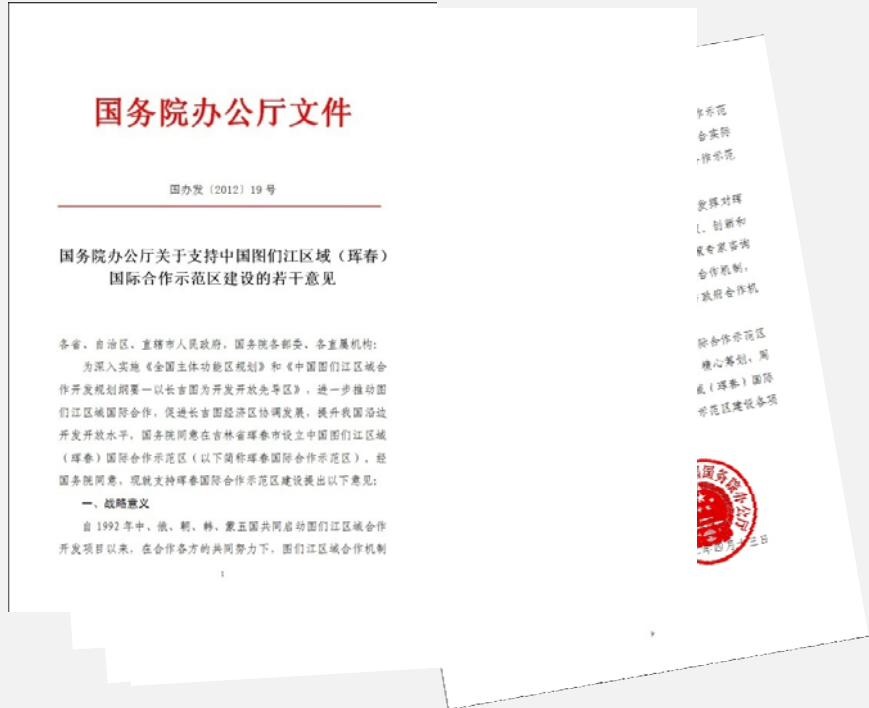 国务院办公厅文件
国办发〔2012〕19 号
国务院办公厅关于支持中国图们江区域（珲春）
国际合作示范区建设的若干意见
各省、自治区、直辖市人民政府，国务院各部委、各直属机构：
为深入实施《全国主体功能区规划》和《中国图们江区域合
作开发规划纲要—以长吉图为开发开放先导区》，进一步推动图
们江区域国际合作，促进长吉图经济区协调发展，提升我国沿边
开发开放水平，国务院同意在吉林省珲春市设立中国图们江区域
（珲春）国际合作示范区（以下简称珲春国际合作示范区）。经
国务院同意，现就支持珲春国际合作示范区建设提出以下意见：
一、战略意义
自 1992 年中、俄、朝、韩、蒙五国共同启动图们江区域合作
开发项目以来，在合作各方的共同努力下，图们江区域合作机制
1
作示范
合实际
合作示范
发挥对珲
、创新和
专家咨询
合作机制，
政府合作机
际合作示范区
精心筹划，周
域（珲春）国际
示范区建设各项
国务院办公厅
年四月十三日
9